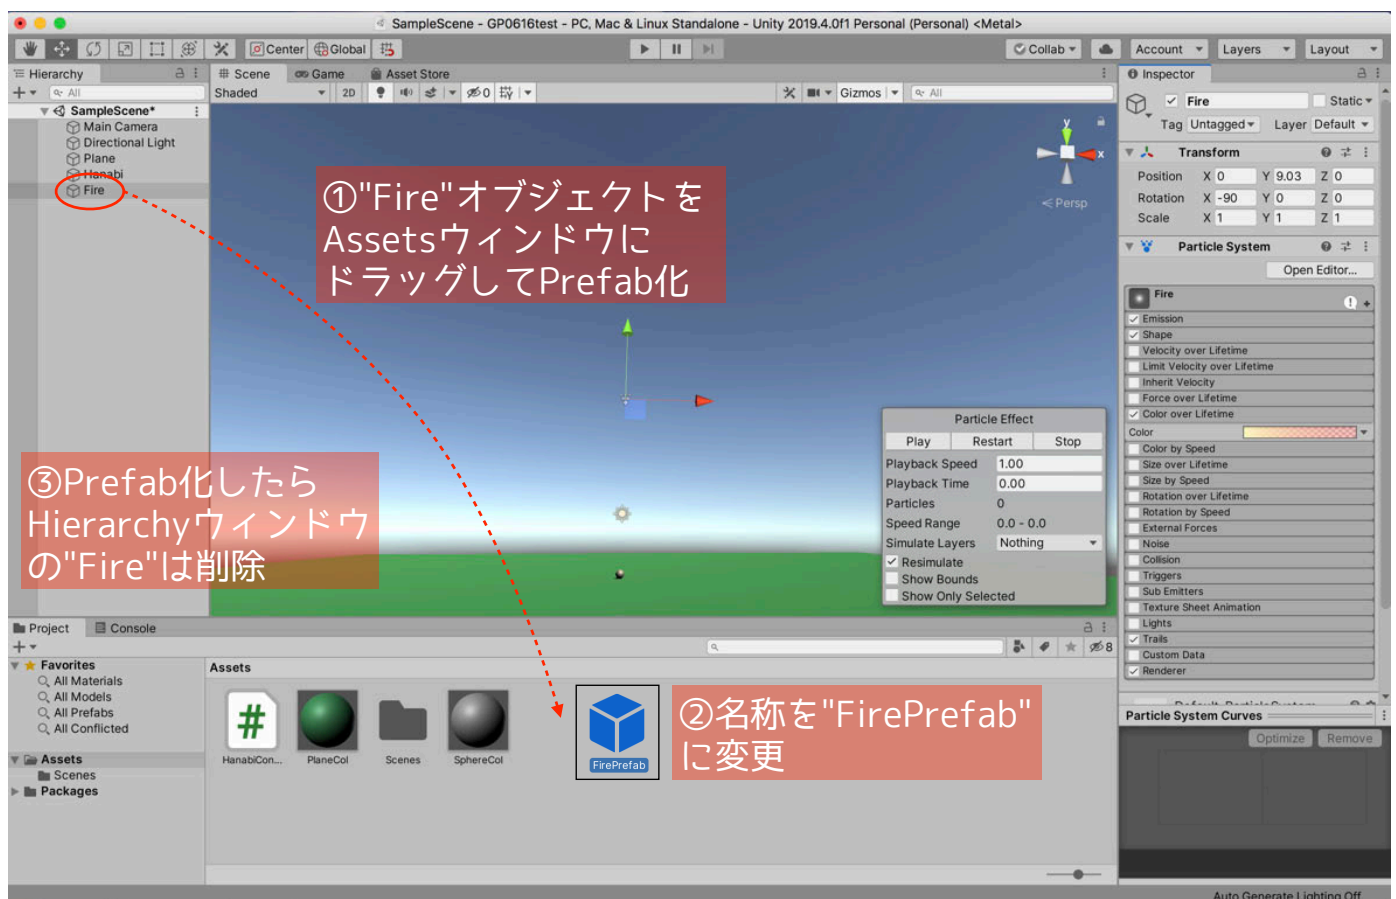 SampleScene - GP0616test - PC, Mac & Linux Standalone - Unity 2019.4.0f1 Personal (Personal) <Metal>
Center Global Collab Account Layers Layout
Hierarchy
All
SampleScene*
Main Camera
Directional Light
Plane
Hanabi
Fire
Scene Game Asset Store
Shaded 2D 0 Gizmos All
y
x
Persp
①"Fire"オブジェクトを
Assetsウィンドウに
ドラッグしてPrefab化
③Prefab化したら
Hierarchyウィンドウ
の"Fire"は削除
Particle Effect
Play Restart Stop
Playback Speed 1.00
Playback Time 0.00
Particles 0
Speed Range 0.0 - 0.0
Simulate Layers Nothing
Resimulate
Show Bounds
Show Only Selected
Inspector
Fire Static
Tag Untagged Layer Default
Transform
Position X 0 Y 9.03 Z 0
Rotation X -90 Y 0 Z 0
Scale X 1 Y 1 Z 1
Particle System
Open Editor...
Fire
Emission
Shape
Velocity over Lifetime
Limit Velocity over Lifetime
Inherit Velocity
Force over Lifetime
Color over Lifetime
Color
Color by Speed
Size over Lifetime
Size by Speed
Rotation over Lifetime
Rotation by Speed
External Forces
Noise
Collision
Triggers
Sub Emitters
Texture Sheet Animation
Lights
Trails
Custom Data
Renderer
Particle System Curves
Optimize Remove
Project Console
8
Favorites
All Materials
All Models
All Prefabs
All Conflicted
Assets
Scenes
Packages
Assets
HanabiCon... PlaneCol Scenes SphereCol FirePrefab
②名称を"FirePrefab"
に変更
Auto Generate Lighting Off